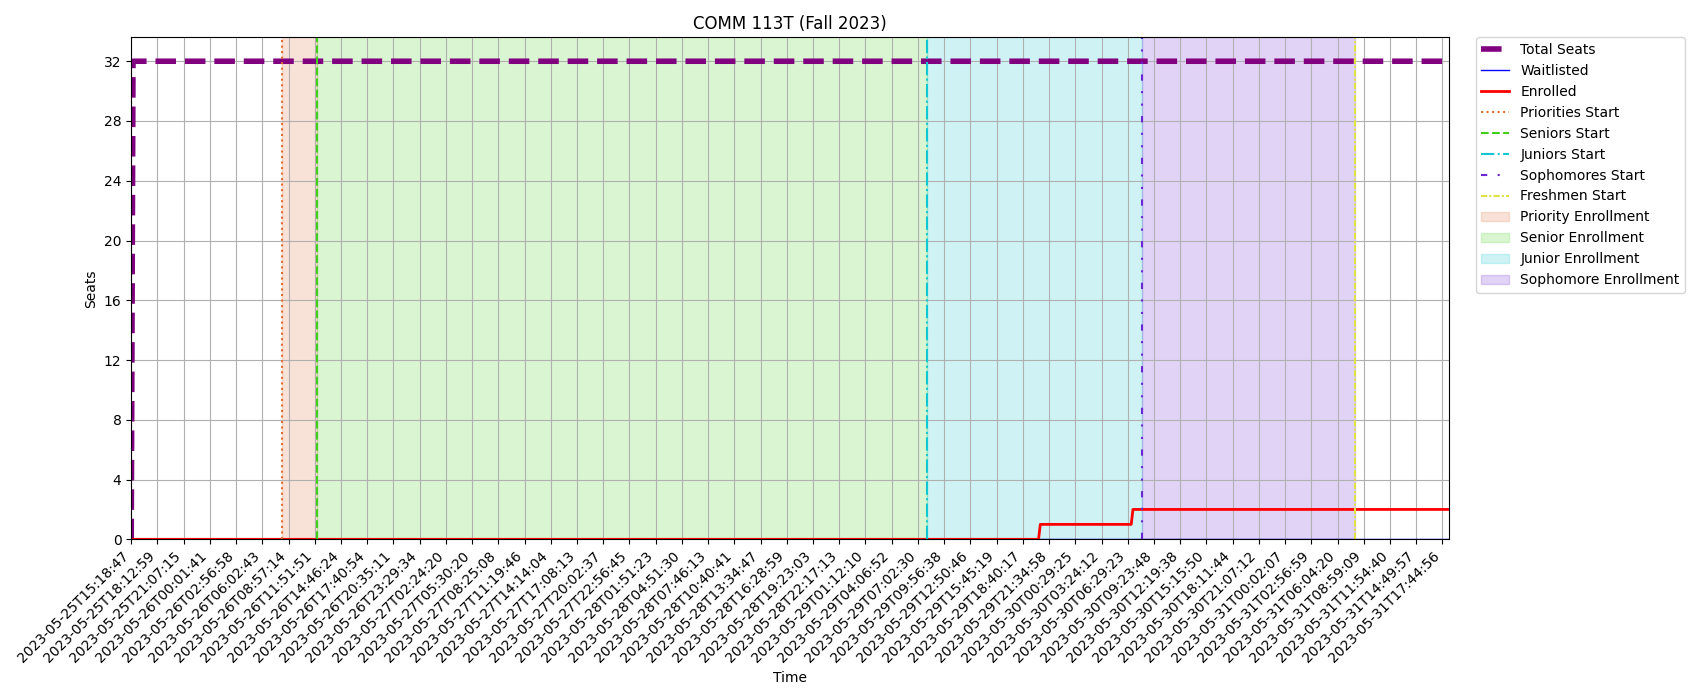 COMM 113T (Fall 2023)
Seats
32
28
24
20
16
12
8
4
0
2023-05-25T15:18:47
2023-05-25T18:12:59
2023-05-25T21:07:15
2023-05-26T00:01:41
2023-05-26T02:56:58
2023-05-26T06:02:43
2023-05-26T08:57:14
2023-05-26T11:51:51
2023-05-26T14:46:24
2023-05-26T17:40:54
2023-05-26T20:35:11
2023-05-26T23:29:34
2023-05-27T02:24:20
2023-05-27T05:30:20
2023-05-27T08:25:08
2023-05-27T11:19:46
2023-05-27T14:14:04
2023-05-27T17:08:13
2023-05-27T20:02:37
2023-05-27T22:56:45
2023-05-28T01:51:23
2023-05-28T04:51:30
2023-05-28T07:46:13
2023-05-28T10:40:41
2023-05-28T13:34:47
2023-05-28T16:28:59
2023-05-28T19:23:03
2023-05-28T22:17:13
2023-05-29T01:12:10
2023-05-29T04:06:52
2023-05-29T07:02:30
2023-05-29T09:56:38
2023-05-29T12:50:46
2023-05-29T15:45:19
2023-05-29T18:40:17
2023-05-29T21:34:58
2023-05-30T00:29:25
2023-05-30T03:24:12
2023-05-30T06:29:23
2023-05-30T09:23:48
2023-05-30T12:19:38
2023-05-30T15:15:50
2023-05-30T18:11:44
2023-05-30T21:07:12
2023-05-31T00:02:07
2023-05-31T02:56:59
2023-05-31T06:04:20
2023-05-31T08:59:09
2023-05-31T11:54:40
2023-05-31T14:49:57
2023-05-31T17:44:56
Time
Total Seats
Waitlisted
Enrolled
Priorities Start
Seniors Start
Juniors Start
Sophomores Start
Freshmen Start
Priority Enrollment
Senior Enrollment
Junior Enrollment
Sophomore Enrollment